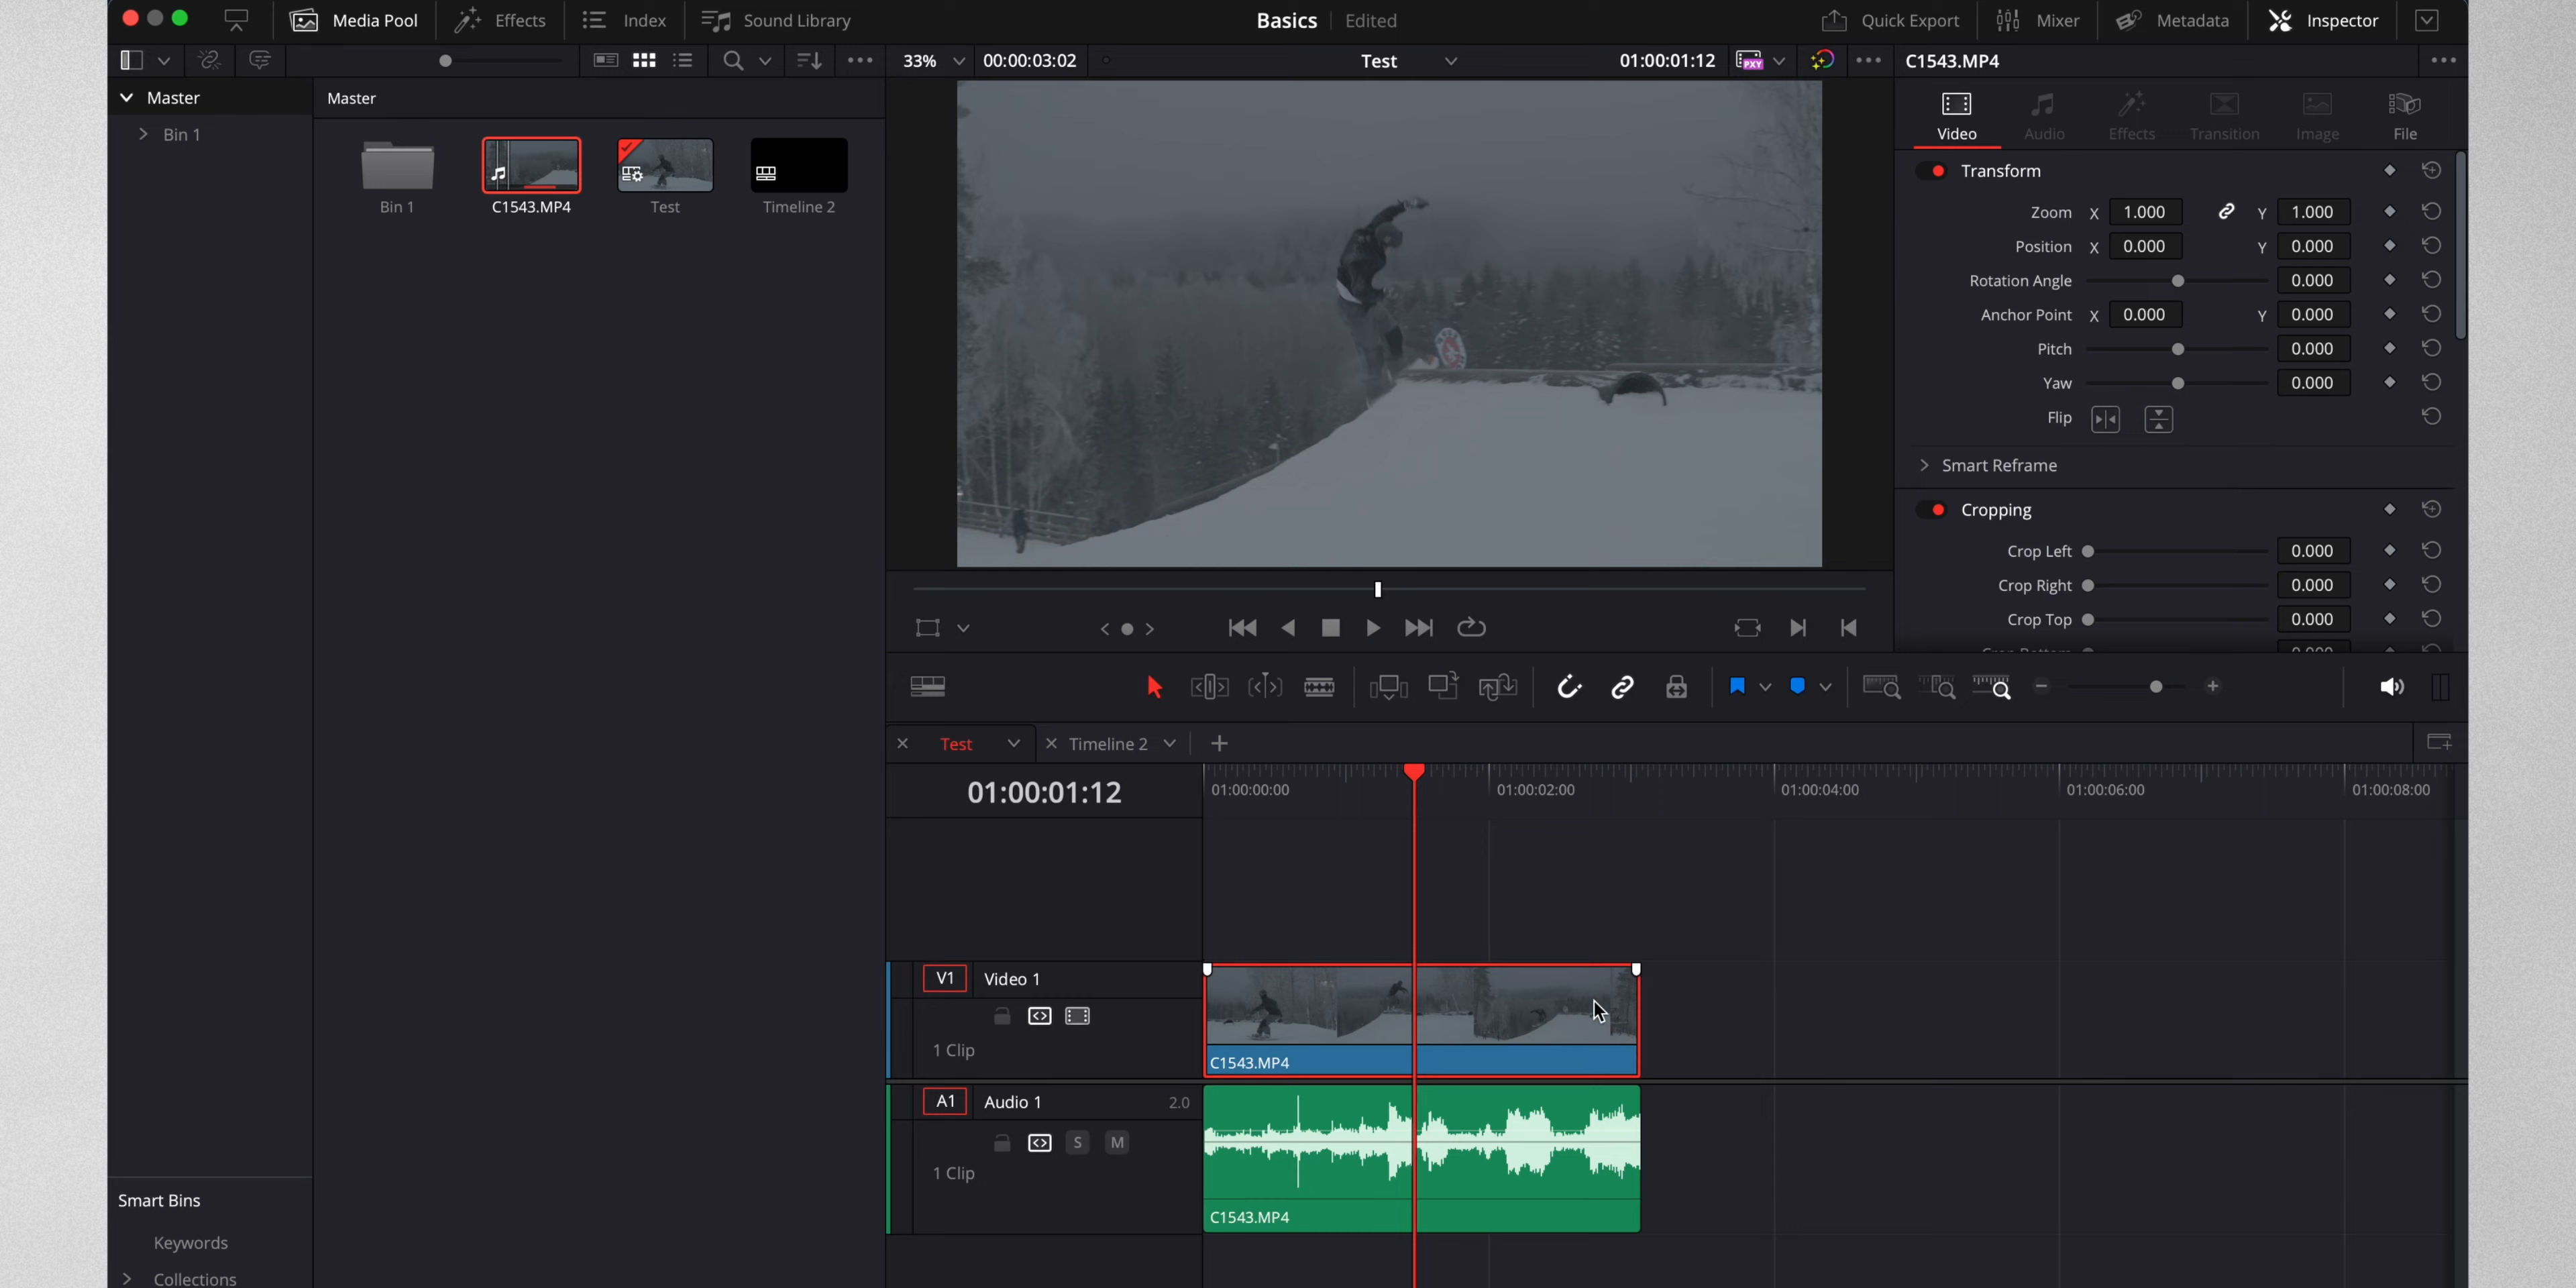 Media Pool Effects Index Sound Library Basics Edited Quick Export Mixer Metadata Inspector
33% 00:00:03:02 Test 01:00:01:12 PXY C1543.MP4
Master
Bin 1
Master
Bin 1 C1543.MP4 Test Timeline 2
Video Audio Effects Transition Image File
Transform
Zoom X 1.000 Y 1.000
Position X 0.000 Y 0.000
Rotation Angle 0.000
Anchor Point X 0.000 Y 0.000
Pitch 0.000
Yaw 0.000
Flip
Smart Reframe
Cropping
Crop Left 0.000
Crop Right 0.000
Crop Top 0.000
Test Timeline 2
01:00:01:12
01:00:00:00 01:00:02:00 01:00:04:00 01:00:06:00 01:00:08:00
V1 Video 1
1 Clip
C1543.MP4
A1 Audio 1 2.0
S M
1 Clip
C1543.MP4
Smart Bins
Keywords
Collections